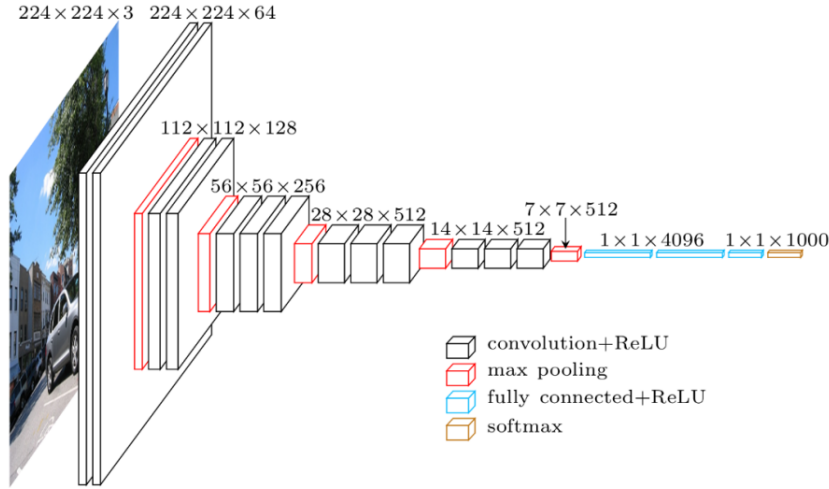 224×224×3
224×224×64
112×112×128
56×56×256
28×28×512
14×14×512
7×7×512
1×1×4096
1×1×1000
convolution+ReLU
max pooling
fully connected+ReLU
softmax